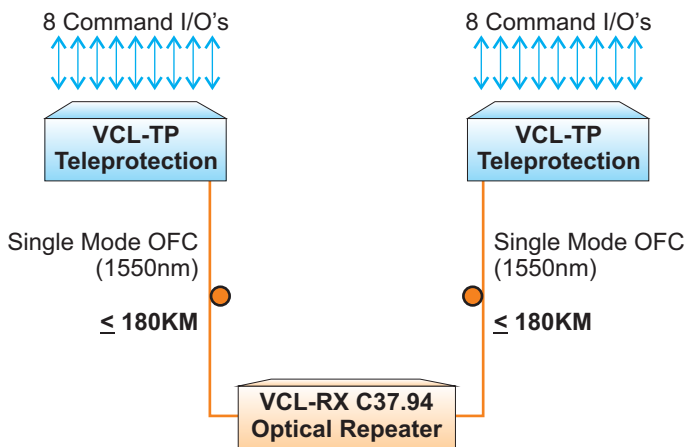 8 Command I/O's
8 Command I/O's
VCL-TP
Teleprotection
VCL-TP
Teleprotection
Single Mode OFC
(1550nm)
≤ 180KM
Single Mode OFC
(1550nm)
≤ 180KM
VCL-RX C37.94
Optical Repeater